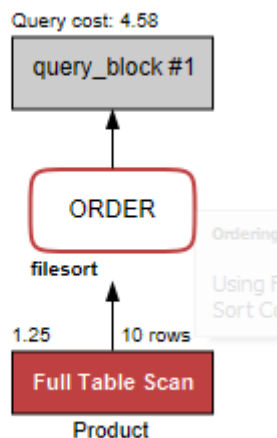 Query cost: 4.58
query_block #1
ORDER
filesort
Ordering
Using F
Sort Co
1.25 10 rows
Full Table Scan
Product